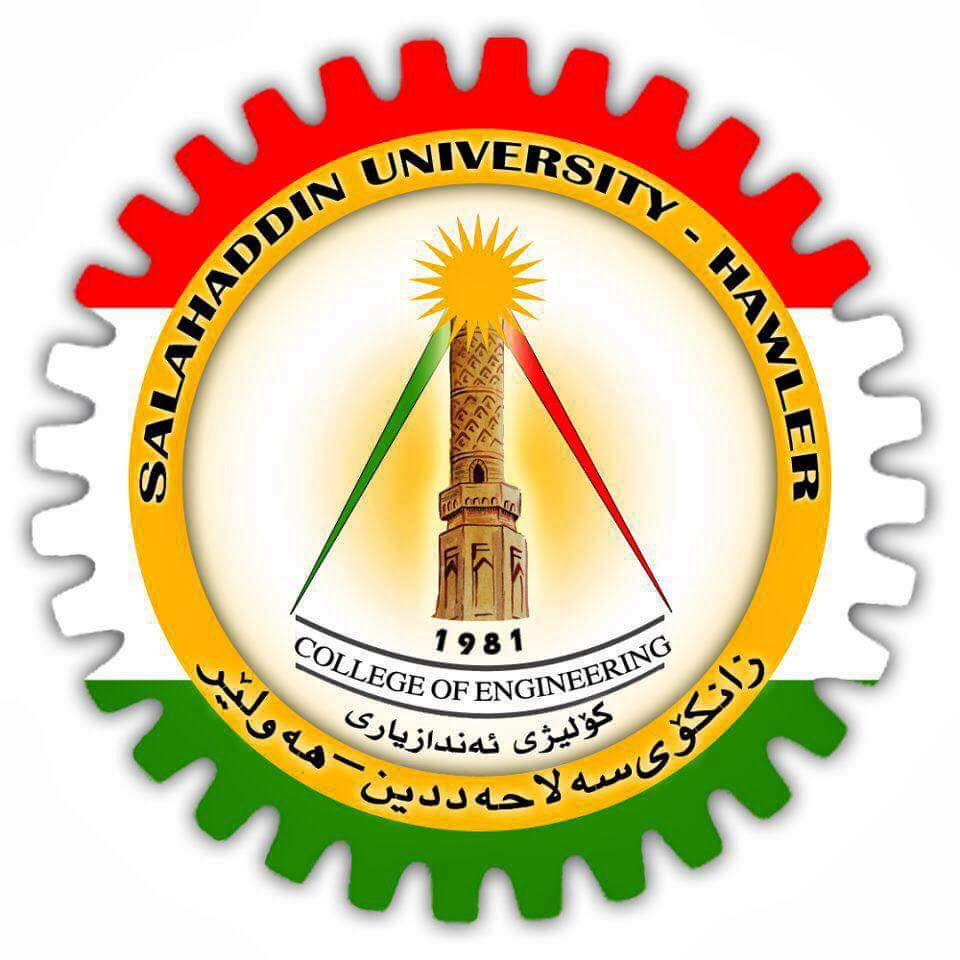 SALAHADDIN UNIVERSITY - HAWLER
1981
COLLEGE OF ENGINEERING
کۆلیژی ئەندازیاری
زانکۆی سەلاحەددین - هەولێر